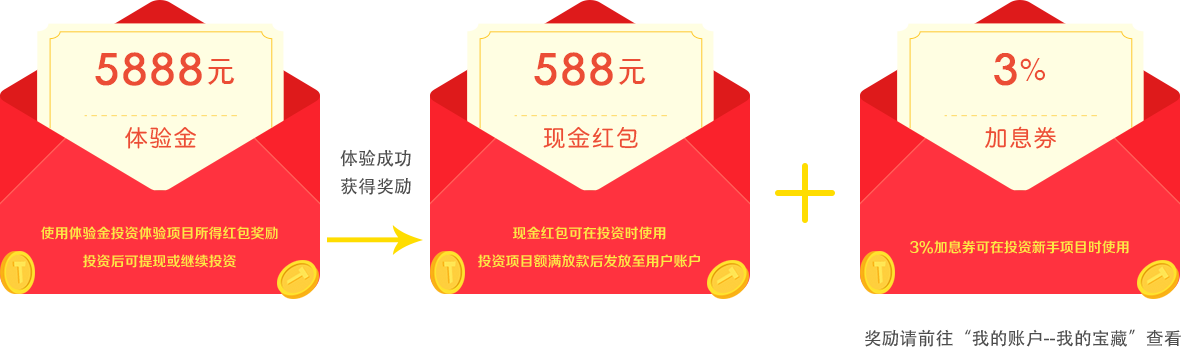 5888元
体验金
使用体验金投资体验项目所得红包奖励
投资后可提现或继续投资
体验成功
获得奖励
588元
现金红包
现金红包可在投资时使用
投资项目额满放款后发放至用户账户
3%
加息券
3%加息券可在投资新手项目时使用
奖励请前往“我的账户--我的宝藏”查看